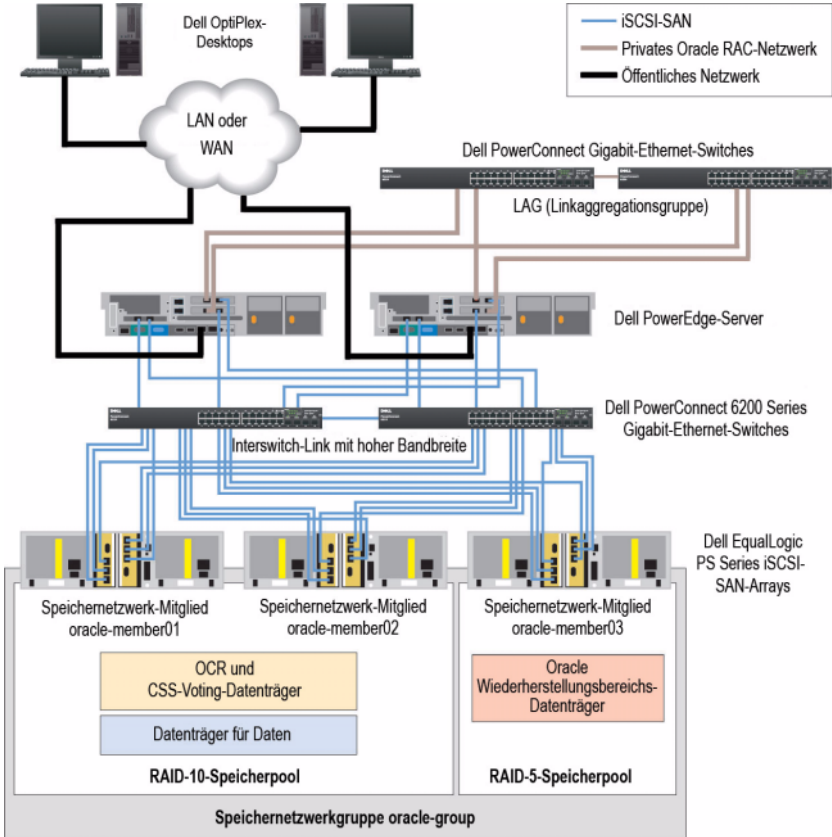 Dell OptiPlex-
Desktops
iSCSI-SAN
Privates Oracle RAC-Netzwerk
Öffentliches Netzwerk
LAN oder
WAN
Dell PowerConnect Gigabit-Ethernet-Switches
LAG (Linkaggregationsgruppe)
Dell PowerEdge-Server
Dell PowerConnect 6200 Series
Gigabit-Ethernet-Switches
Interswitch-Link mit hoher Bandbreite
Dell EqualLogic
PS Series iSCSI-
SAN-Arrays
Speichernetzwerk-Mitglied
oracle-member01
Speichernetzwerk-Mitglied
oracle-member02
Speichernetzwerk-Mitglied
oracle-member03
OCR und
CSS-Voting-Datenträger
Oracle
Wiederherstellungsbereichs-
Datenträger
Datenträger für Daten
RAID-10-Speicherpool
RAID-5-Speicherpool
Speichernetzwerkgruppe oracle-group